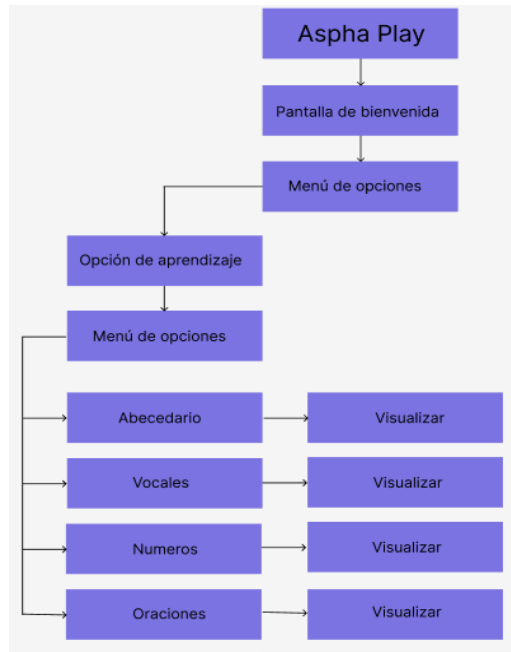 Aspha Play
Pantalla de bienvenida
Menú de opciones
Opción de aprendizaje
Menú de opciones
Abecedario
Visualizar
Vocales
Visualizar
Numeros
Visualizar
Oraciones
Visualizar